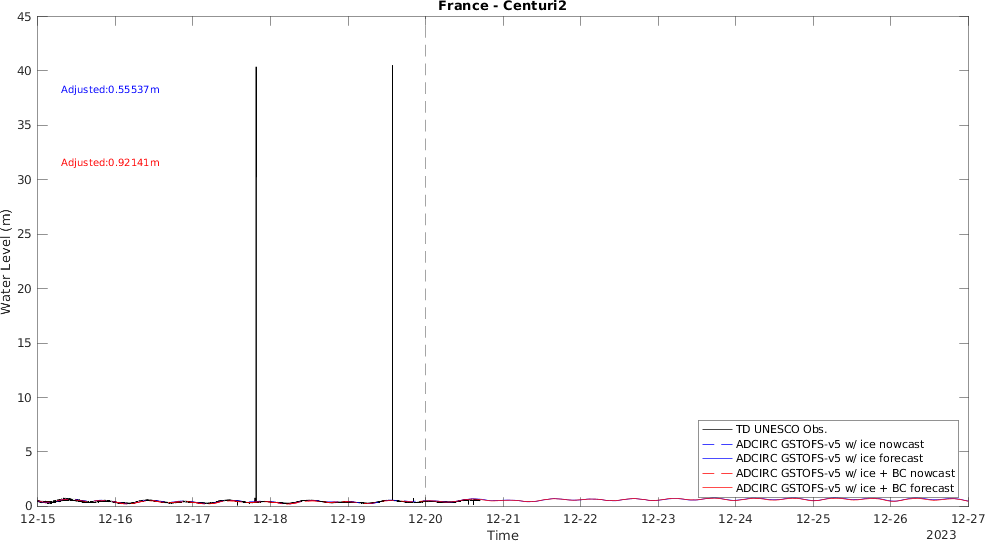 France - Centuri2
45
40
35
30
25
20
15
10
5
0
Water Level (m)
Adjusted:0.55537m
Adjusted:0.92141m
TD UNESCO Obs.
ADCIRC GSTOFS-v5 w/ ice nowcast
ADCIRC GSTOFS-v5 w/ ice forecast
ADCIRC GSTOFS-v5 w/ ice + BC nowcast
ADCIRC GSTOFS-v5 w/ ice + BC forecast
12-15 12-16 12-17 12-18 12-19 12-20 12-21 12-22 12-23 12-24 12-25 12-26 12-27
Time
2023